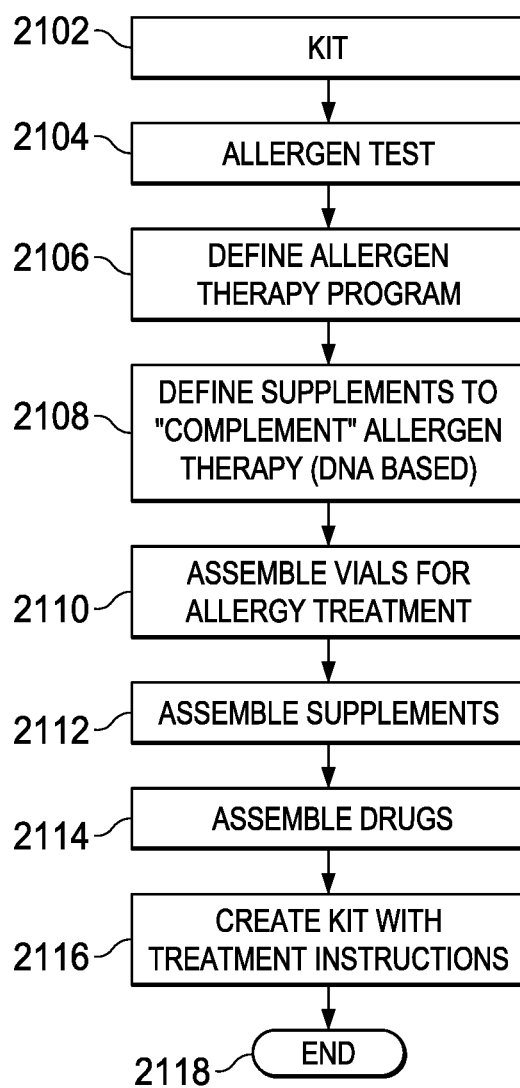 2102
KIT
2104
ALLERGEN TEST
2106
DEFINE ALLERGEN
THERAPY PROGRAM
2108
DEFINE SUPPLEMENTS TO
"COMPLEMENT" ALLERGEN
THERAPY (DNA BASED)
2110
ASSEMBLE VIALS FOR
ALLERGY TREATMENT
2112
ASSEMBLE SUPPLEMENTS
2114
ASSEMBLE DRUGS
2116
CREATE KIT WITH
TREATMENT INSTRUCTIONS
2118
END